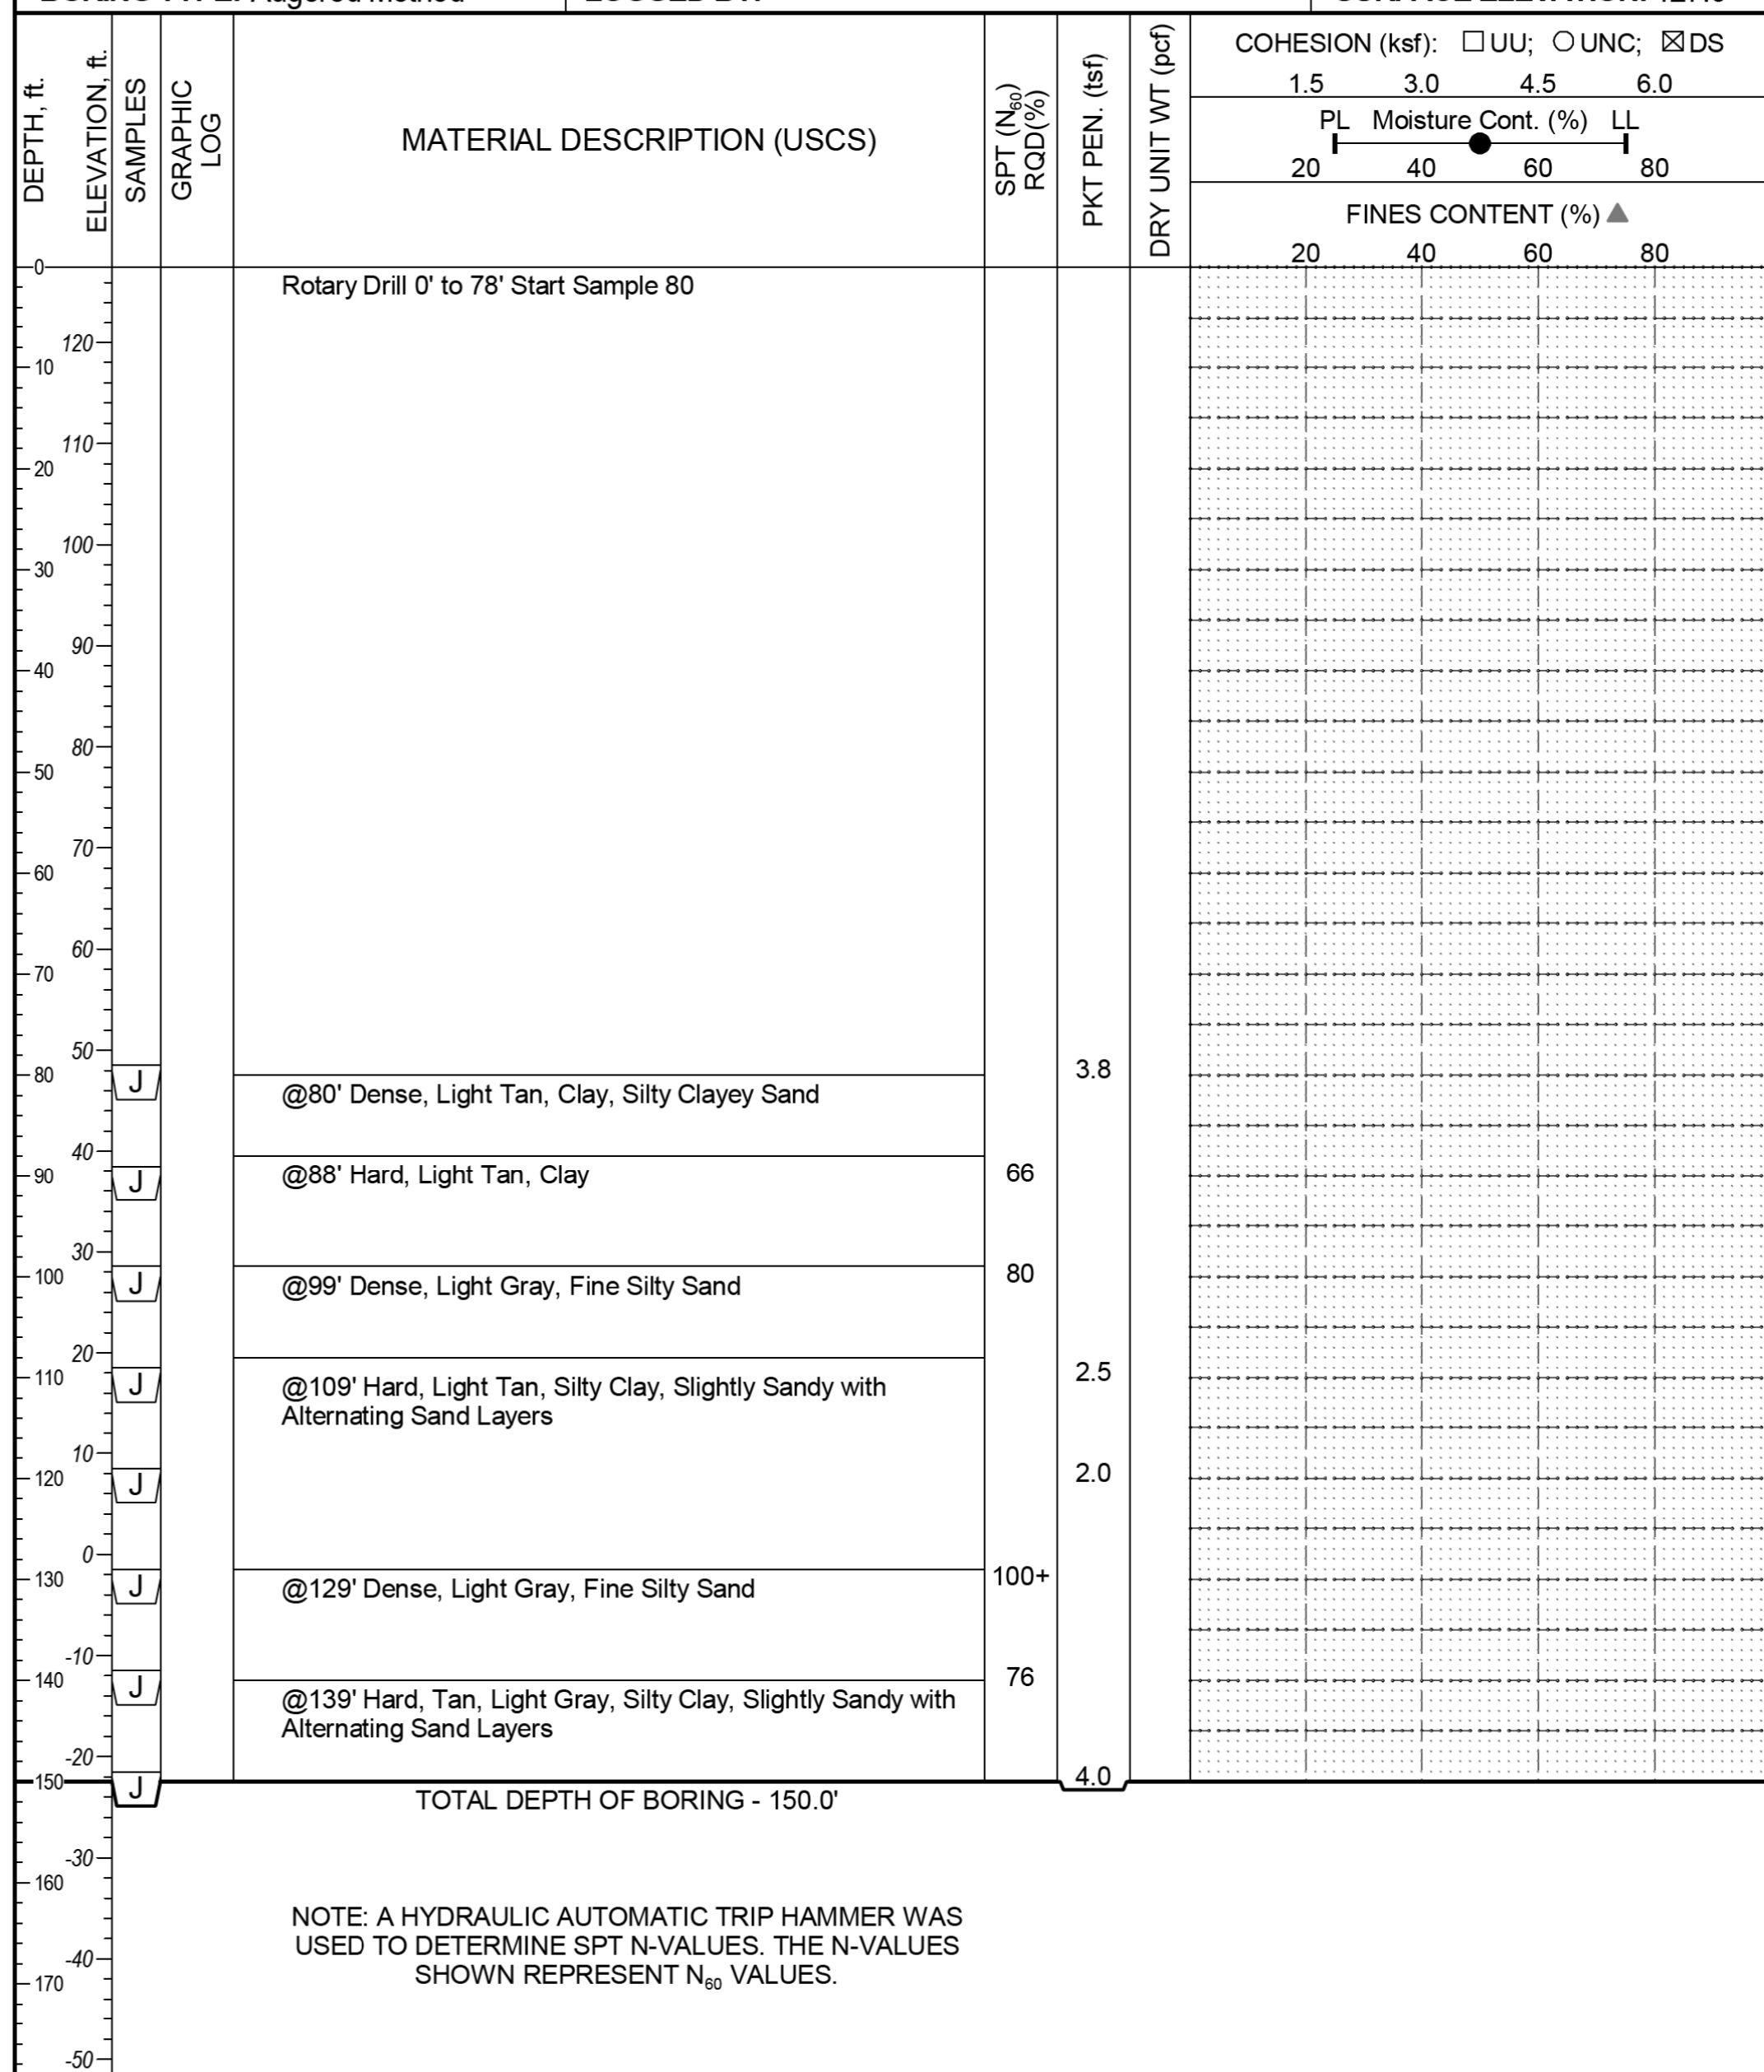 DEPTH, ft.
ELEVATION, ft.
SAMPLES
GRAPHIC
LOG
MATERIAL DESCRIPTION (USCS)
SPT (N60)
RQD(%)
PKT PEN. (tsf)
DRY UNIT WT (pcf)
COHESION (ksf): UU; UNC; DS
1.5 3.0 4.5 6.0
PL Moisture Cont. (%) LL
20 40 60 80
FINES CONTENT (%)
20 40 60 80
0
Rotary Drill 0' to 78' Start Sample 80
120
10
110
20
100
30
90
40
80
50
70
60
60
70
50
3.8
80 J
@80' Dense, Light Tan, Clay, Silty Clayey Sand
40
90 J @88' Hard, Light Tan, Clay 66
30
100 J 80
@99' Dense, Light Gray, Fine Silty Sand
20
110 J 2.5
@109' Hard, Light Tan, Silty Clay, Slightly Sandy with
Alternating Sand Layers
10
120 J 2.0
0
130 J 100+
@129' Dense, Light Gray, Fine Silty Sand
-10
140 J 76
@139' Hard, Tan, Light Gray, Silty Clay, Slightly Sandy with
Alternating Sand Layers
-20
150 J 4.0
TOTAL DEPTH OF BORING - 150.0'
-30
160
NOTE: A HYDRAULIC AUTOMATIC TRIP HAMMER WAS
USED TO DETERMINE SPT N-VALUES. THE N-VALUES
-40
SHOWN REPRESENT N60 VALUES.
170
-50